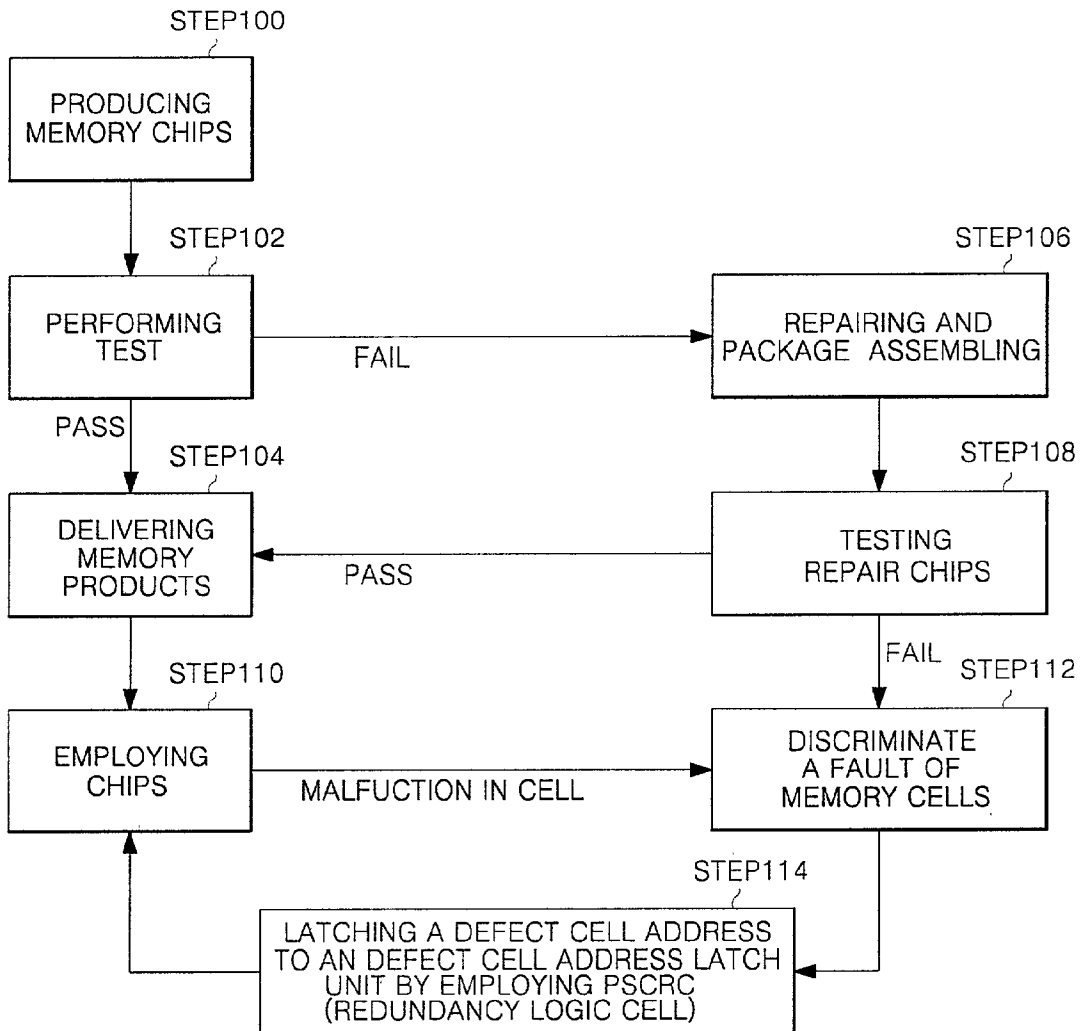 STEP100
PRODUCING
MEMORY CHIPS
STEP102
PERFORMING
TEST
FAIL
STEP106
REPAIRING AND
PACKAGE ASSEMBLING
PASS
STEP104
DELIVERING
MEMORY
PRODUCTS
PASS
STEP108
TESTING
REPAIR CHIPS
FAIL
STEP110
EMPLOYING
CHIPS
MALFUCTION IN CELL
STEP112
DISCRIMINATE
A FAULT OF
MEMORY CELLS
STEP114
LATCHING A DEFECT CELL ADDRESS
TO AN DEFECT CELL ADDRESS LATCH
UNIT BY EMPLOYING PSCRC
(REDUNDANCY LOGIC CELL)